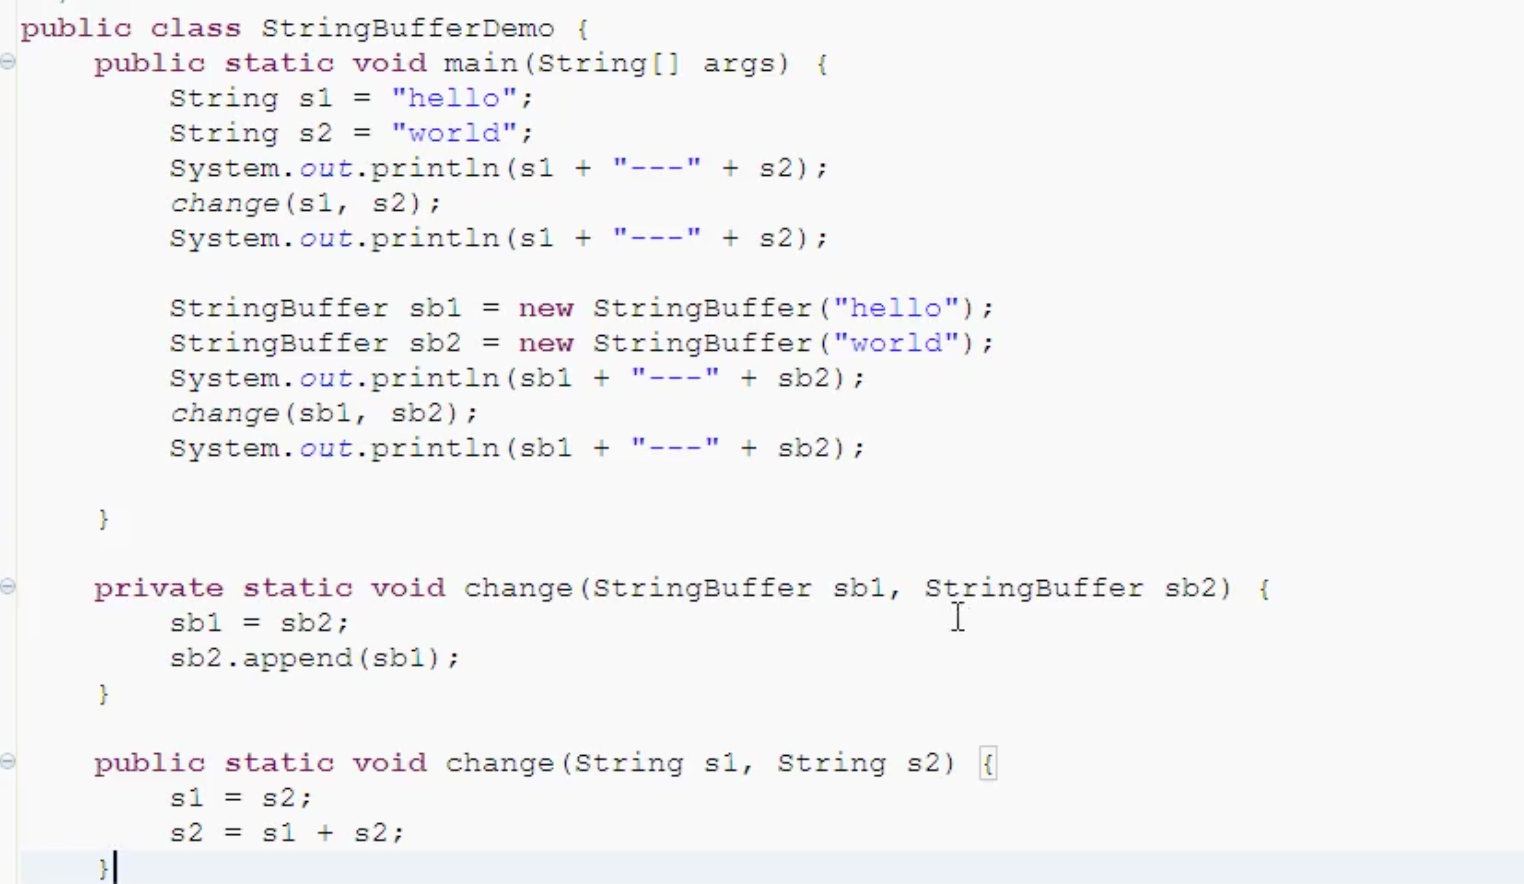 public class StringBufferDemo {
    public static void main(String[] args) {
        String s1 = "hello";
        String s2 = "world";
        System.out.println(s1 + "---" + s2);
        change(s1, s2);
        System.out.println(s1 + "---" + s2);

        StringBuffer sb1 = new StringBuffer("hello");
        StringBuffer sb2 = new StringBuffer("world");
        System.out.println(sb1 + "---" + sb2);
        change(sb1, sb2);
        System.out.println(sb1 + "---" + sb2);

    }

    private static void change(StringBuffer sb1, StringBuffer sb2) {
        sb1 = sb2;
        sb2.append(sb1);
    }

    public static void change(String s1, String s2) {
        s1 = s2;
        s2 = s1 + s2;
    }